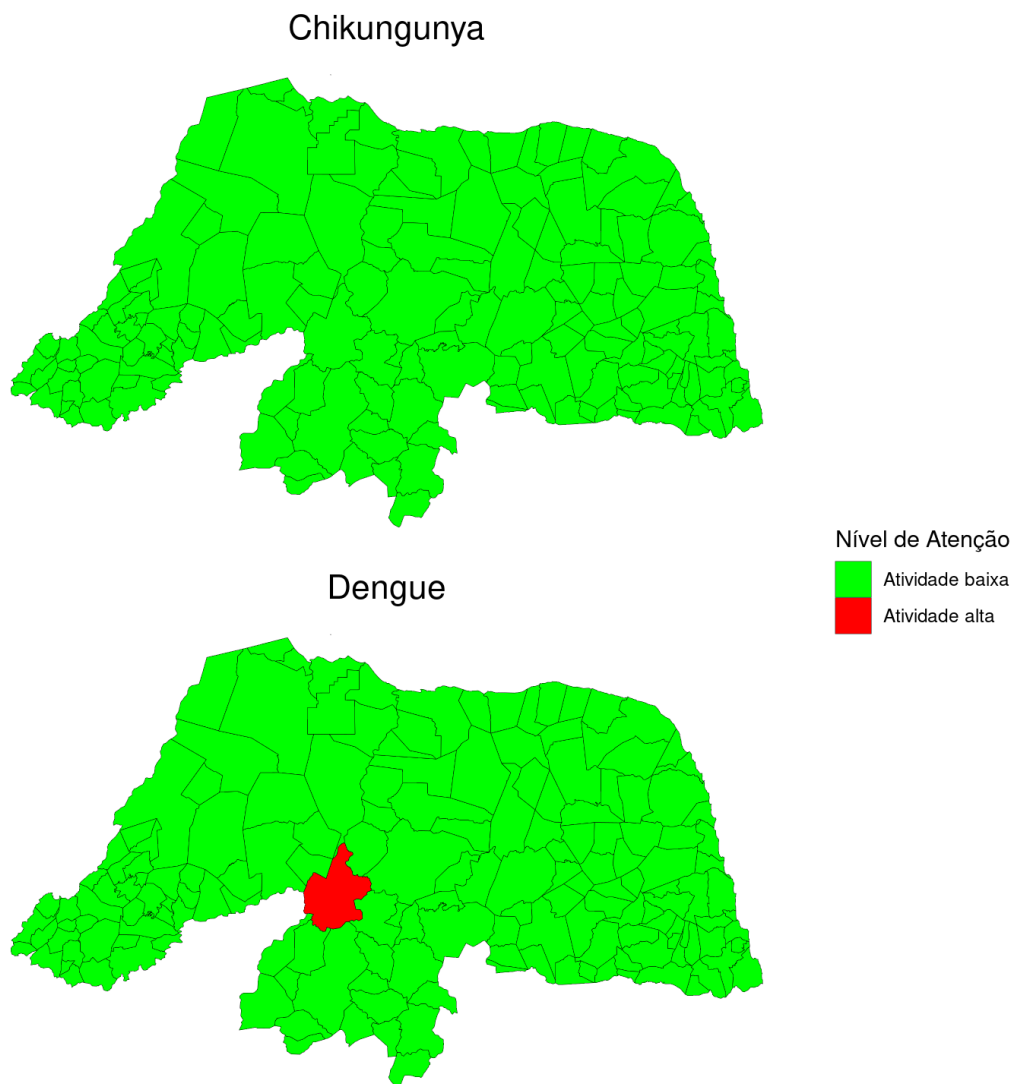 Chikungunya
Nível de Atenção
Atividade baixa
Atividade alta
Dengue